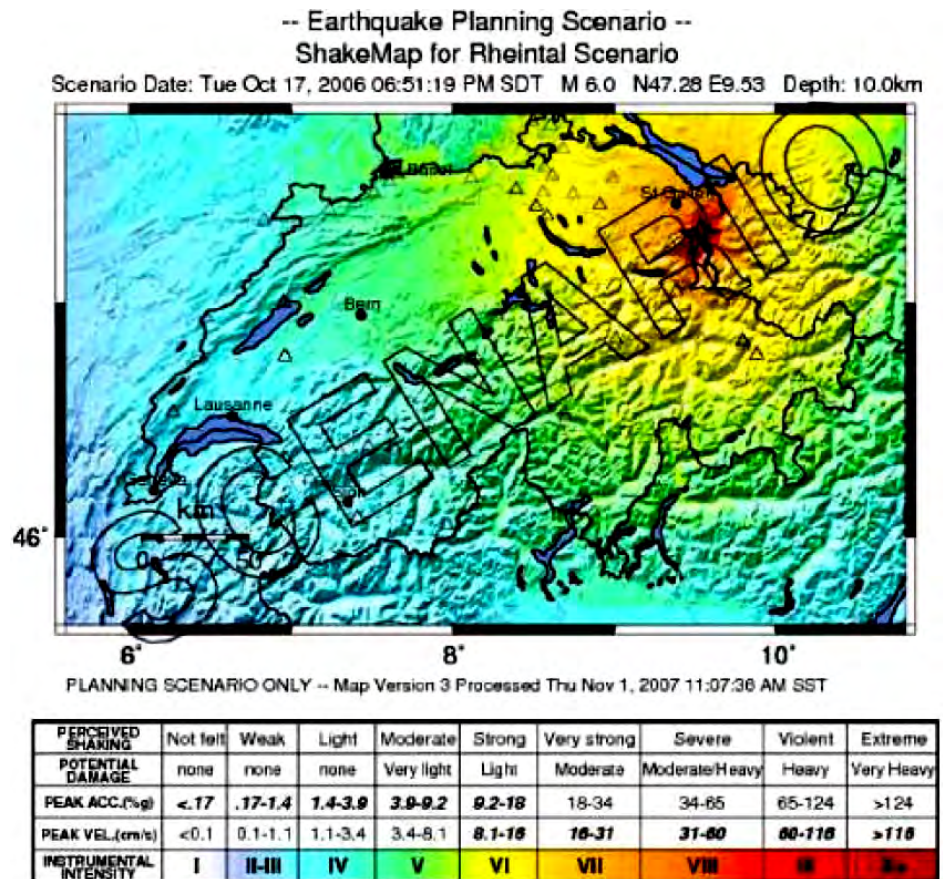 -- Earthquake Planning Scenario --
ShakeMap for Rheintal Scenario
Scenario Date: Tue Oct 17, 2006 06:51:19 PM SDT M 6.0 N47.28 E9.53 Depth: 10.0km
Basel
St. Gallen
SCENARIO
Bern
Lausanne
Geneve
Sion
km
46°
0 50
6° 8° 10°
PLANNING SCENARIO ONLY -- Map Version 3 Processed Thu Nov 1, 2007 11:07:36 AM SST
PERCEIVED SHAKING Not felt Weak Light Moderate Strong Very strong Severe Violent Extreme
POTENTIAL DAMAGE none none none Very light Light Moderate Moderate/Heavy Heavy Very Heavy
PEAK ACC.(%g) <.17 .17-1.4 1.4-3.9 3.9-9.2 9.2-18 18-34 34-65 65-124 >124
PEAK VEL.(cm/s) <0.1 0.1-1.1 1.1-3.4 3.4-8.1 8.1-16 16-31 31-60 60-116 >116
INSTRUMENTAL INTENSITY I II-III IV V VI VII VIII IX X+